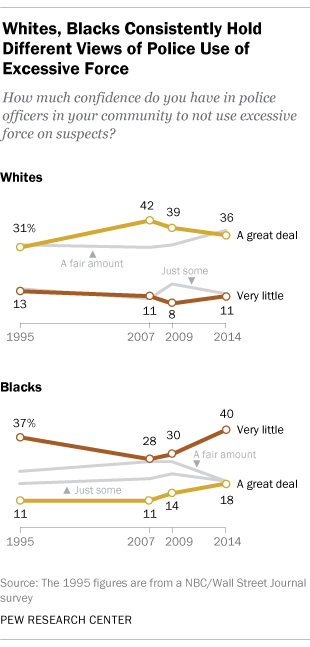 Whites, Blacks Consistently Hold
Different Views of Police Use of
Excessive Force
How much confidence do you have in police
officers in your community to not use excessive
force on suspects?
Whites
31%
42
39
36
A great deal
A fair amount
Just some
Very little
13
11
8
11
1995
2007
2009
2014
Blacks
37%
28
30
40
Very little
A fair amount
A great deal
Just some
11
11
14
18
1995
2007
2009
2014
Source: The 1995 figures are from a NBC/Wall Street Journal
survey
PEW RESEARCH CENTER